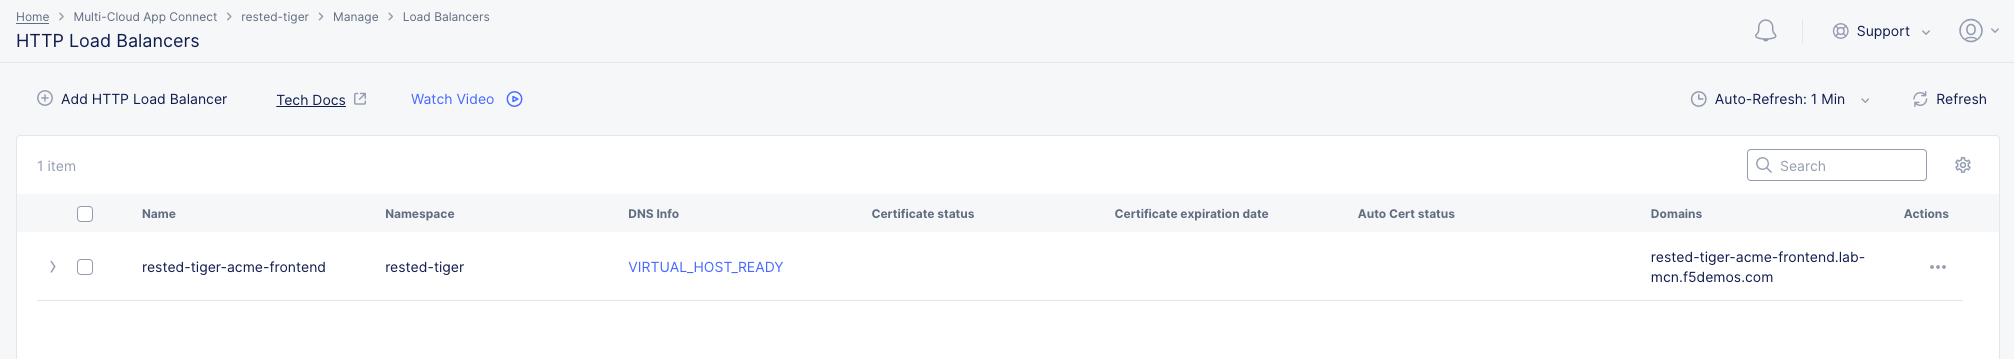 Home > Multi-Cloud App Connect > rested-tiger > Manage > Load Balancers
HTTP Load Balancers
Support
Add HTTP Load Balancer Tech Docs Watch Video Auto-Refresh: 1 Min Refresh
1 item Search
Name Namespace DNS Info Certificate status Certificate expiration date Auto Cert status Domains Actions
rested-tiger-acme-frontend rested-tiger VIRTUAL_HOST_READY rested-tiger-acme-frontend.lab-
mcn.f5demos.com